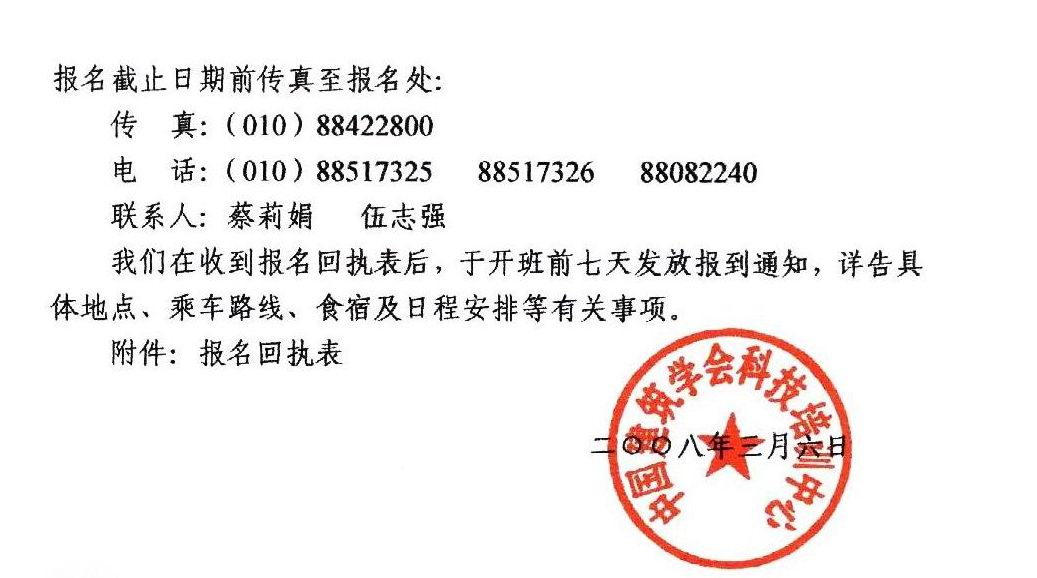 报名截止日期前传真至报名处：
传 真：（010）88422800
电 话：（010）88517325 88517326 88082240
联系人：蔡莉娟 伍志强
我们在收到报名回执表后，于开班前七天发放报到通知，详告具
体地点、乘车路线、食宿及日程安排等有关事项。
附件：报名回执表
二〇〇八年三月六日
中国建筑学会科技培训中心